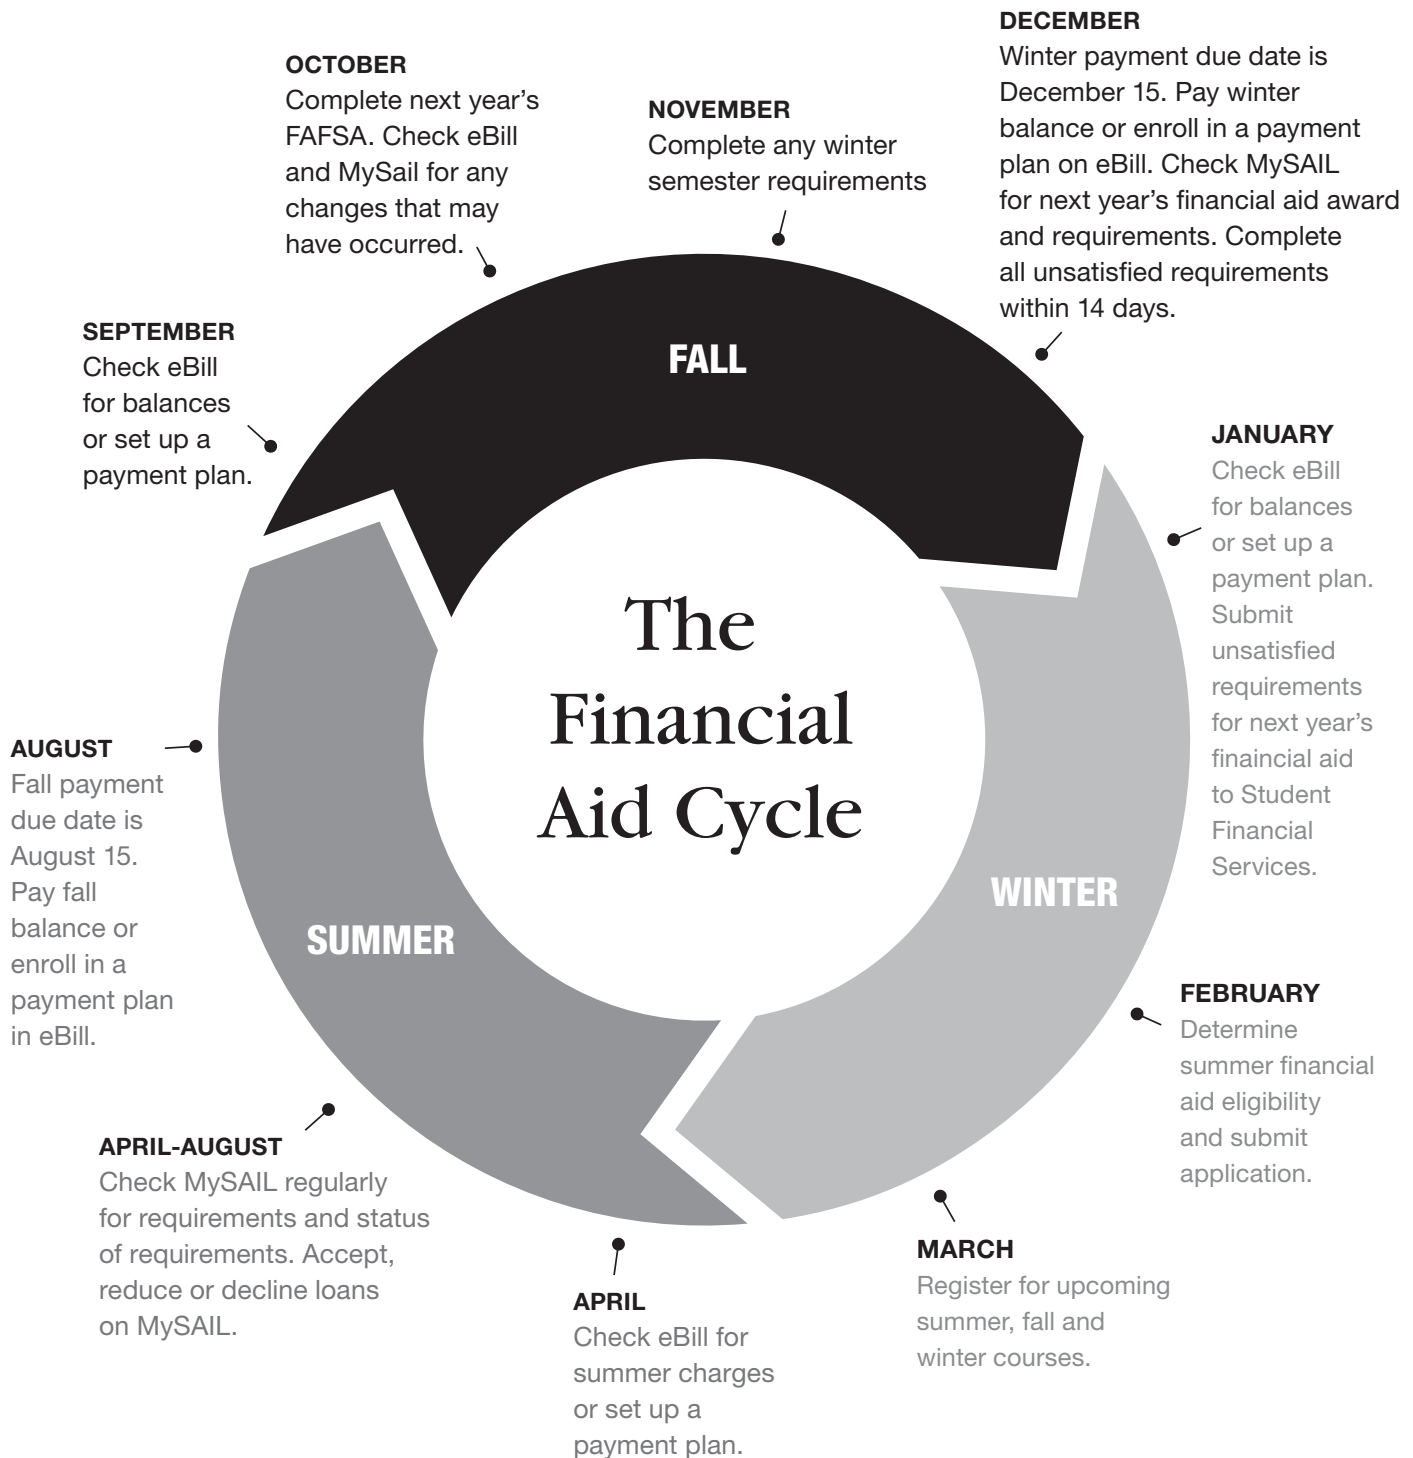 DECEMBER
Winter payment due date is
December 15. Pay winter
balance or enroll in a payment
plan on eBill. Check MySAIL
for next year’s financial aid award
and requirements. Complete
all unsatisfied requirements
within 14 days.
OCTOBER
Complete next year’s
FAFSA. Check eBill
and MySail for any
changes that may
have occurred.
NOVEMBER
Complete any winter
semester requirements
SEPTEMBER
Check eBill
for balances
or set up a
payment plan.
FALL
JANUARY
Check eBill
for balances
or set up a
payment plan.
Submit
unsatisfied
requirements
for next year’s
finaincial aid
to Student
Financial
Services.
The
Financial
Aid Cycle
AUGUST
Fall payment
due date is
August 15.
Pay fall
balance or
enroll in a
payment plan
in eBill.
WINTER
SUMMER
FEBRUARY
Determine
summer financial
aid eligibility
and submit
application.
APRIL-AUGUST
Check MySAIL regularly
for requirements and status
of requirements. Accept,
reduce or decline loans
on MySAIL.
MARCH
Register for upcoming
summer, fall and
winter courses.
APRIL
Check eBill for
summer charges
or set up a
payment plan.